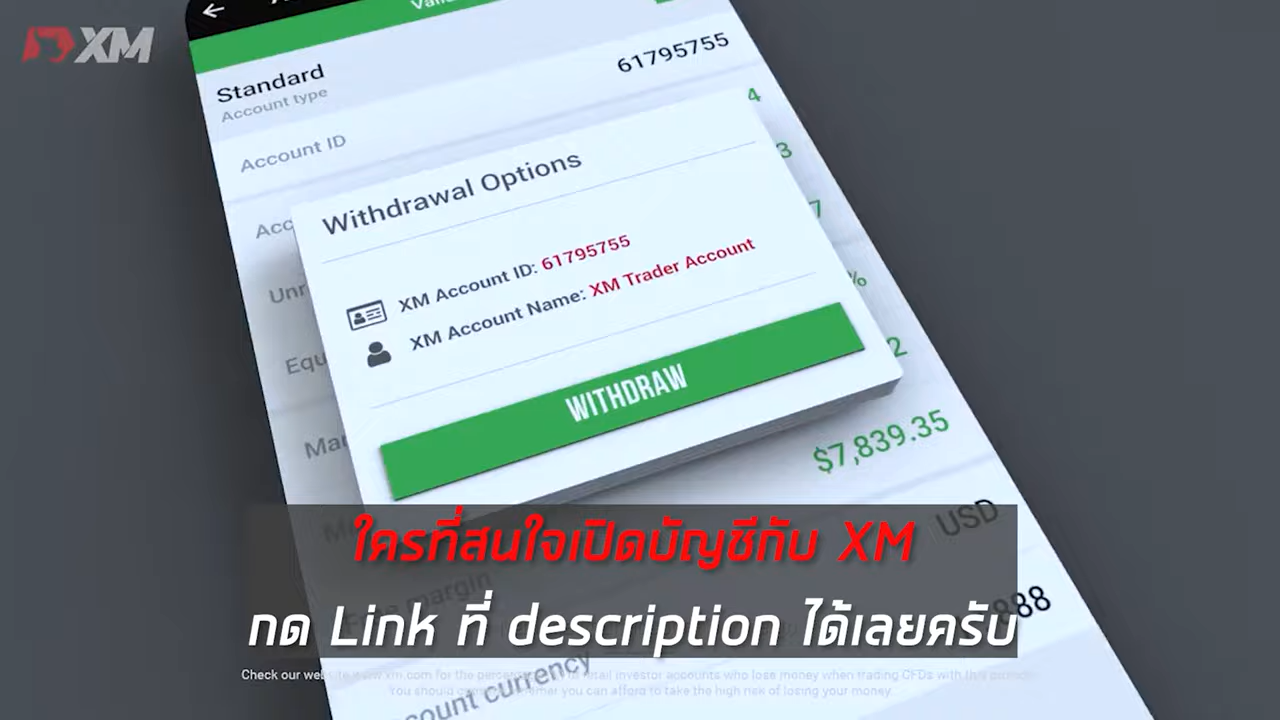 XM
Standard
Account type
61795755
Account ID
4
3
7
%
2
Withdrawal Options
XM Account ID: 61795755
XM Account Name: XM Trader Account
WITHDRAW
$7,839.35
USD
ใครที่สนใจเปิดบัญชีกับ XM
กด Link ที่ description ได้เลยครับ
margin
888
currency